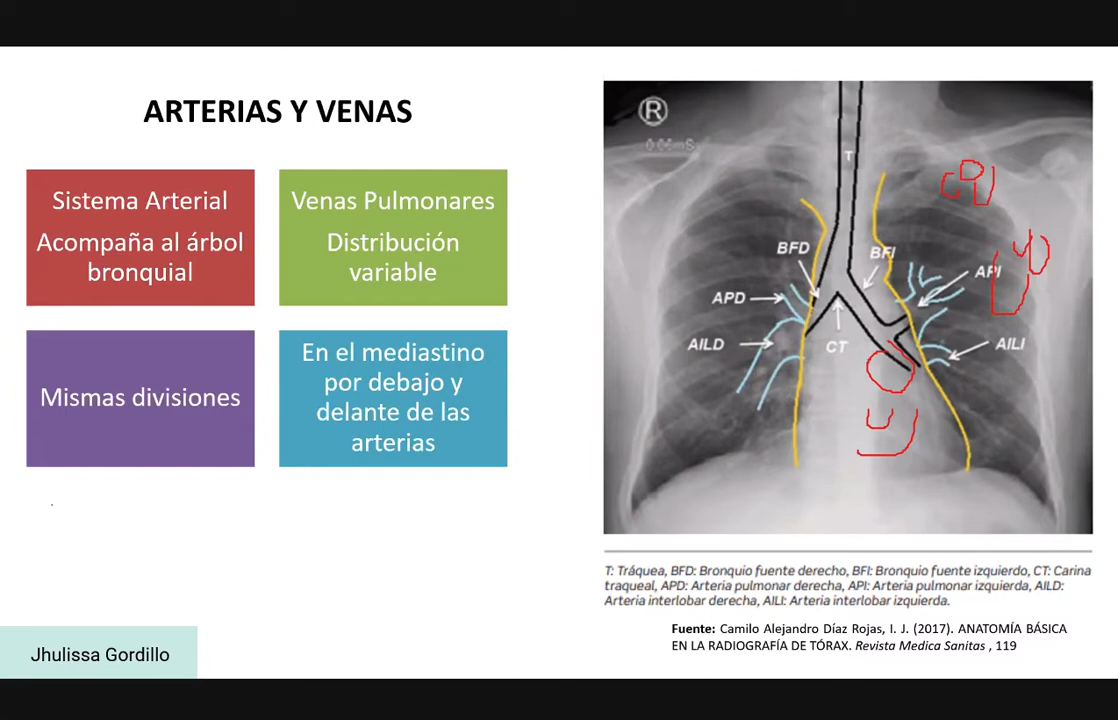 ARTERIAS Y VENAS
Sistema Arterial
Acompaña al árbol
bronquial
Venas Pulmonares
Distribución
variable
Mismas divisiones
En el mediastino
por debajo y
delante de las
arterias
R
T
BFD
BFI
APD
API
AILD
CT
AILI
T: Tráquea, BFD: Bronquio fuente derecho, BFI: Bronquio fuente izquierdo, CT: Carina
traqueal, APD: Arteria pulmonar derecha, API: Arteria pulmonar izquierda, AILD:
Arteria interlobar derecha, AILI: Arteria interlobar izquierda.
Fuente: Camilo Alejandro Díaz Rojas, I. J. (2017). ANATOMÍA BÁSICA
EN LA RADIOGRAFÍA DE TÓRAX. Revista Medica Sanitas , 119
Jhulissa Gordillo